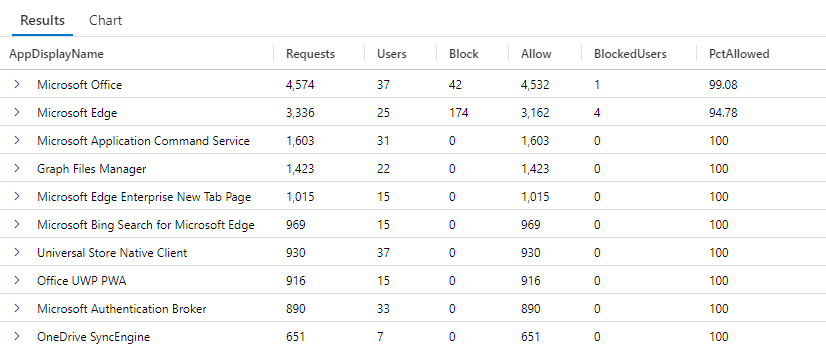 Results Chart
AppDisplayName Requests Users Block Allow BlockedUsers PctAllowed
Microsoft Office 4,574 37 42 4,532 1 99.08
Microsoft Edge 3,336 25 174 3,162 4 94.78
Microsoft Application Command Service 1,603 31 0 1,603 0 100
Graph Files Manager 1,423 22 0 1,423 0 100
Microsoft Edge Enterprise New Tab Page 1,015 15 0 1,015 0 100
Microsoft Bing Search for Microsoft Edge 969 15 0 969 0 100
Universal Store Native Client 930 37 0 930 0 100
Office UWP PWA 916 15 0 916 0 100
Microsoft Authentication Broker 890 33 0 890 0 100
OneDrive SyncEngine 651 7 0 651 0 100